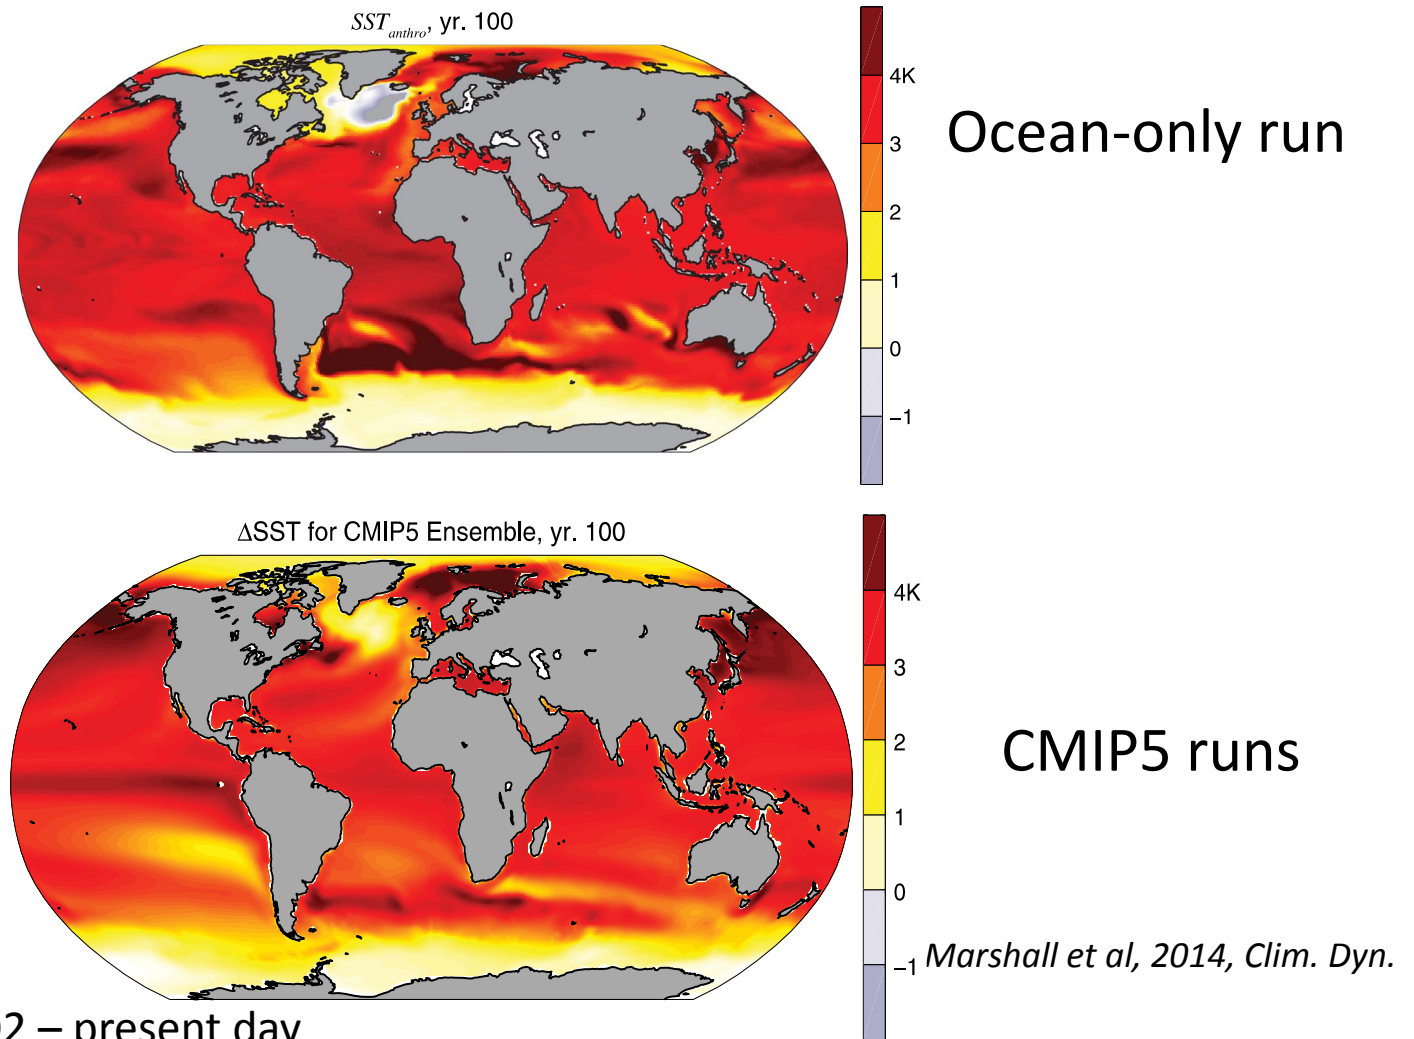 SST_anthro, yr. 100
4K
3
2
1
0
−1
Ocean-only run
ΔSST for CMIP5 Ensemble, yr. 100
4K
3
2
1
0
−1
CMIP5 runs
Marshall et al, 2014, Clim. Dyn.
2 – present day